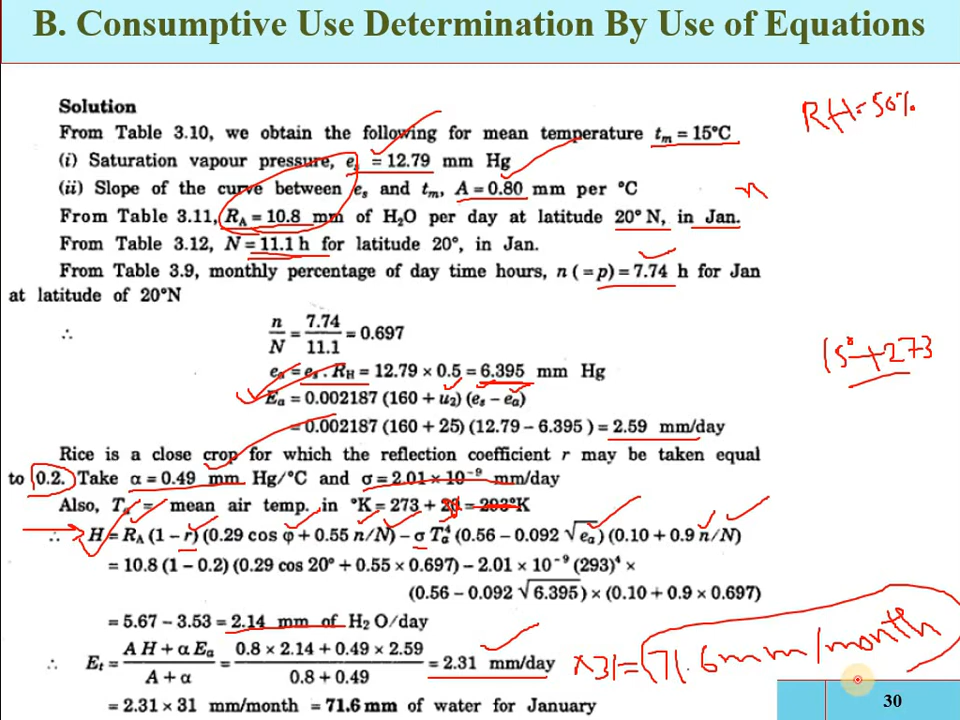 B. Consumptive Use Determination By Use of Equations
Solution
RH=50%
From Table 3.10, we obtain the following for mean temperature tm = 15°C
(i) Saturation vapour pressure, es = 12.79 mm Hg
(ii) Slope of the curve between es and tm, A = 0.80 mm per °C
n
From Table 3.11, RA = 10.8 mm of H2O per day at latitude 20° N, in Jan.
From Table 3.12, N = 11.1 h for latitude 20°, in Jan.
From Table 3.9, monthly percentage of day time hours, n (= p) = 7.74 h for Jan
at latitude of 20°N
∴ n/N = 7.74/11.1 = 0.697
15°+273
ea = es . RH = 12.79 × 0.5 = 6.395 mm Hg
Ea = 0.002187 (160 + u2) (es – ea)
= 0.002187 (160 + 25) (12.79 – 6.395) = 2.59 mm/day
Rice is a close crop for which the reflection coefficient r may be taken equal
to 0.2. Take α = 0.49 mm Hg/°C and σ = 2.01 × 10⁻⁹ mm/day
Also, Ta = mean air temp. in °K = 273 + = 293°K
∴ H = RA (1 – r) (0.29 cos φ + 0.55 n/N) – σ Ta⁴ (0.56 – 0.092 √ea) (0.10 + 0.9 n/N)
= 10.8 (1 – 0.2) (0.29 cos 20° + 0.55 × 0.697) – 2.01 × 10⁻⁹ (293)⁴ ×
(0.56 – 0.092 √6.395) × (0.10 + 0.9 × 0.697)
= 5.67 – 3.53 = 2.14 mm of H2 O/day
∴ Et = A H + α Ea / A + α = 0.8 × 2.14 + 0.49 × 2.59 / 0.8 + 0.49 = 2.31 mm/day ×31= 71.6mm/month
= 2.31 × 31 mm/month = 71.6 mm of water for January
30